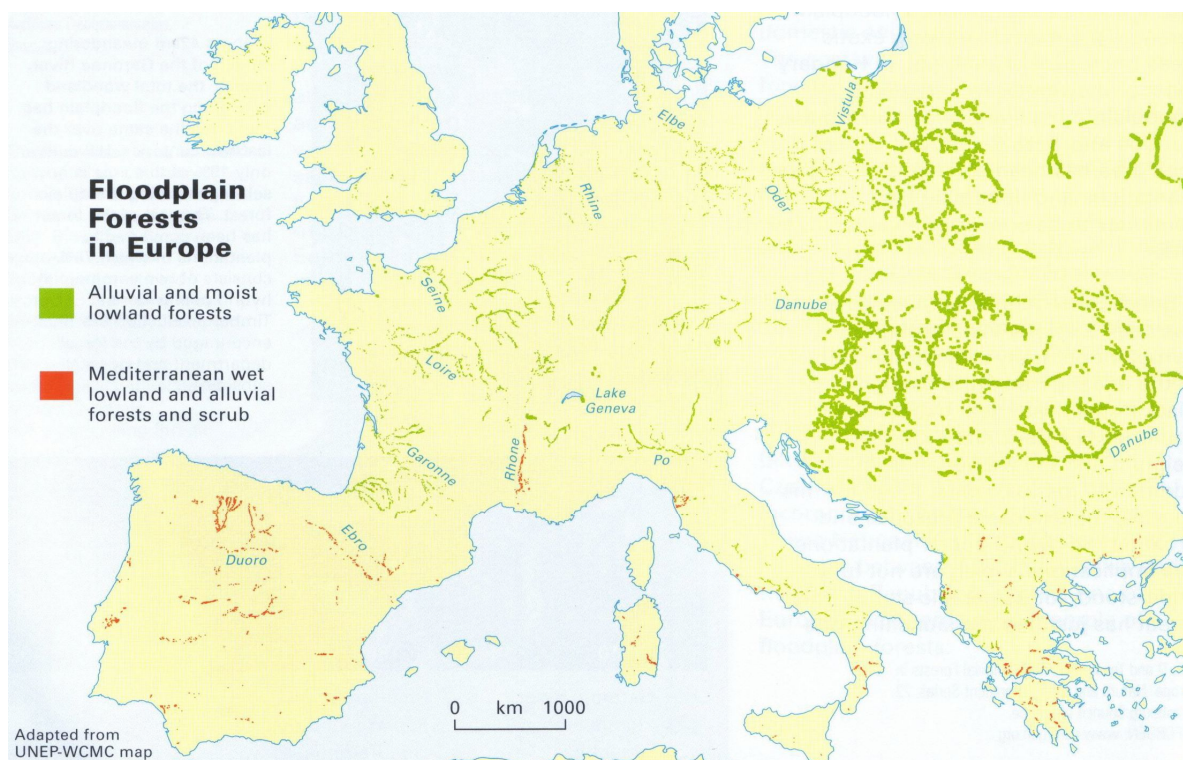 Floodplain
Forests
in Europe
Alluvial and moist
lowland forests
Mediterranean wet
lowland and alluvial
forests and scrub
Elbe
Vistula
Rhine
Oder
Seine
Danube
Loire
Lake
Geneva
Rhone
Po
Garonne
Danube
Ebro
Duoro
0 km 1000
Adapted from
UNEP-WCMC map